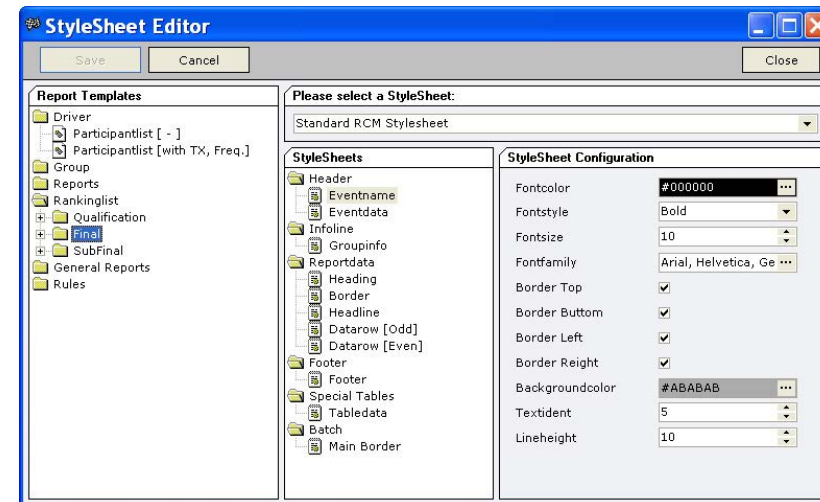 StyleSheet Editor
Save
Cancel
Close
Report Templates
Driver
Participantlist [ - ]
Participantlist [with TX, Freq.]
Group
Reports
Rankinglist
Qualification
Final
SubFinal
General Reports
Rules
Please select a StyleSheet:
Standard RCM Stylesheet
StyleSheets
Header
Eventname
Eventdata
Infoline
Groupinfo
Reportdata
Heading
Border
Headline
Datarow [Odd]
Datarow [Even]
Footer
Footer
Special Tables
Tabledata
Batch
Main Border
StyleSheet Configuration
Fontcolor #000000 ...
Fontstyle Bold
Fontsize 10
Fontfamily Arial, Helvetica, Ge ...
Border Top
Border Buttom
Border Left
Border Reight
Backgroundcolor #ABABAB ...
Textident 5
Lineheight 10